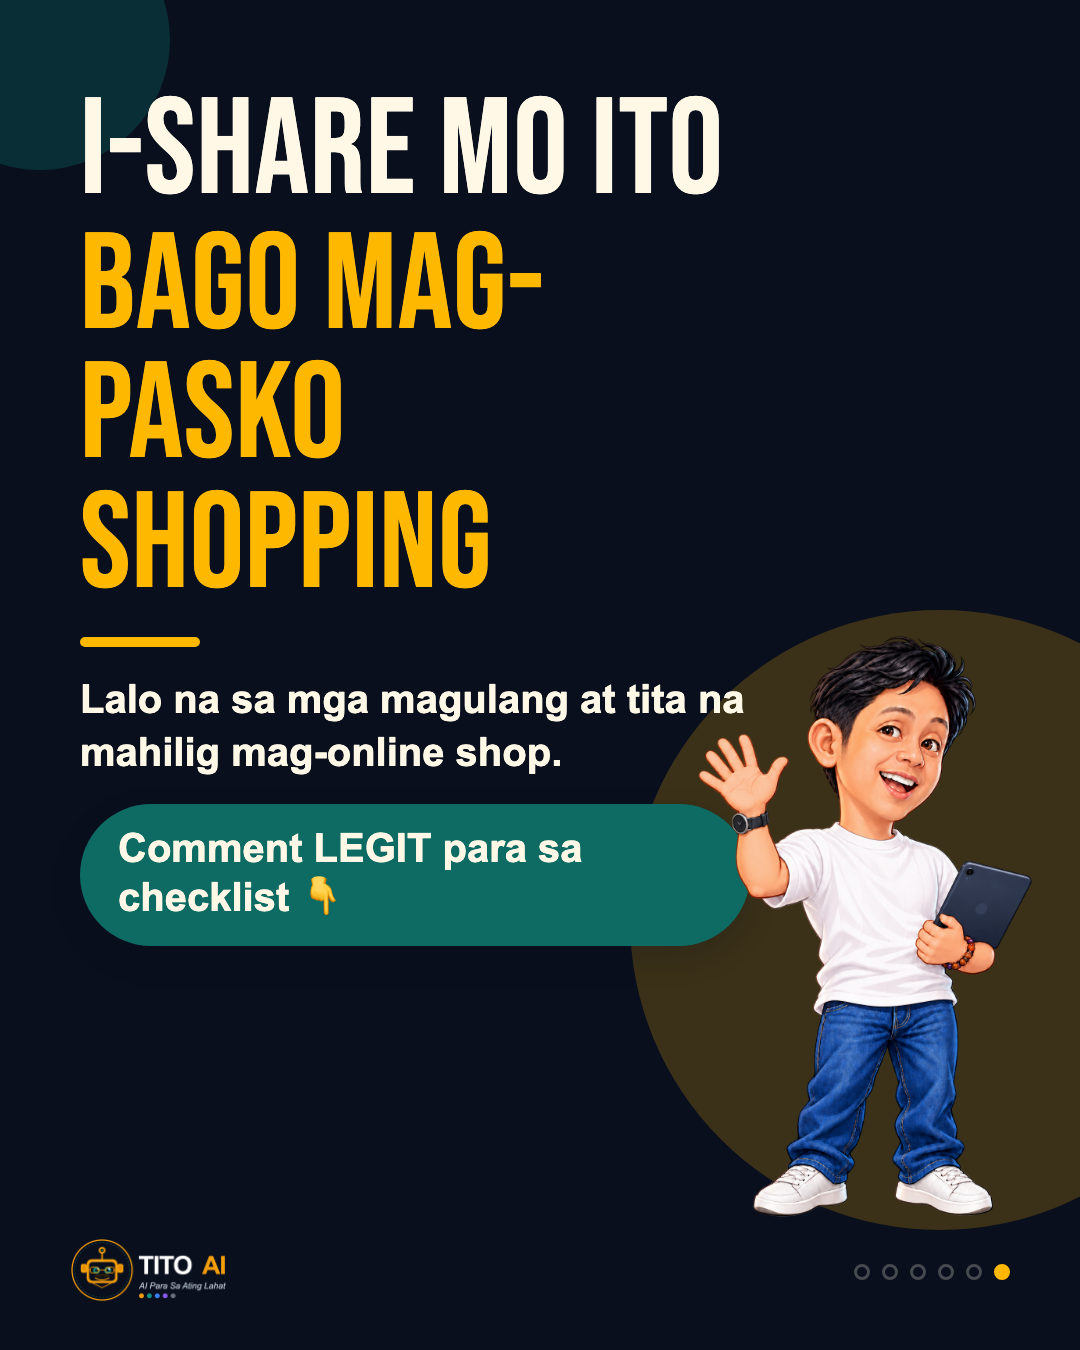 I-SHARE MO ITO
BAGO MAG-
PASKO
SHOPPING
Lalo na sa mga magulang at tita na
mahilig mag-online shop.
Comment LEGIT para sa
checklist 👇
TITO AI
AI Para Sa Ating Lahat